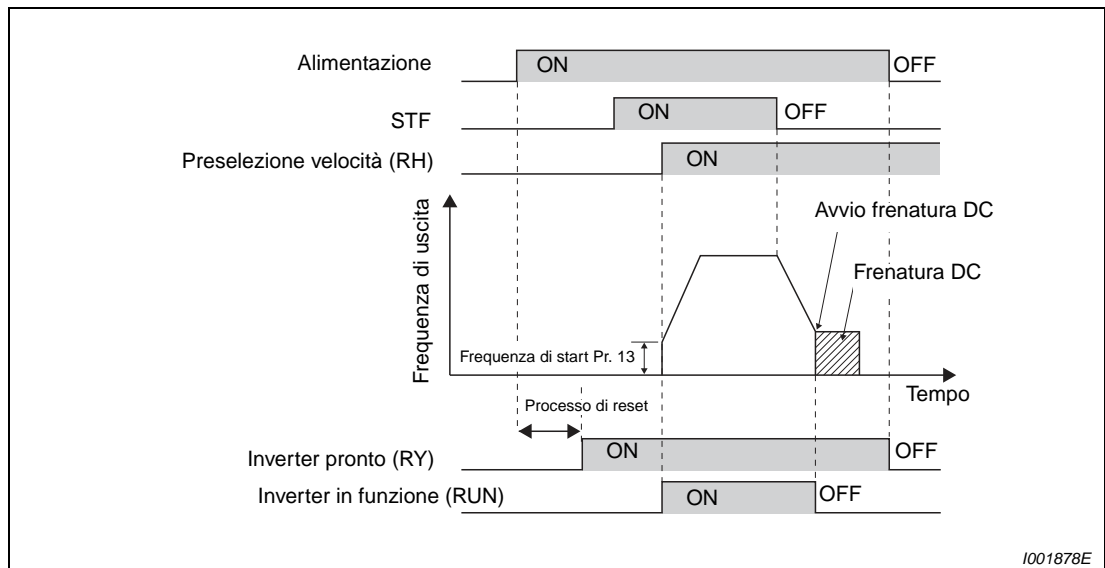 Alimentazione
ON
OFF
STF
ON
OFF
Preselezione velocità (RH)
ON
Frequenza di uscita
Avvio frenatura DC
Frenatura DC
Frequenza di start Pr. 13
Tempo
Processo di reset
Inverter pronto (RY)
ON
OFF
Inverter in funzione (RUN)
ON
OFF
I001878E